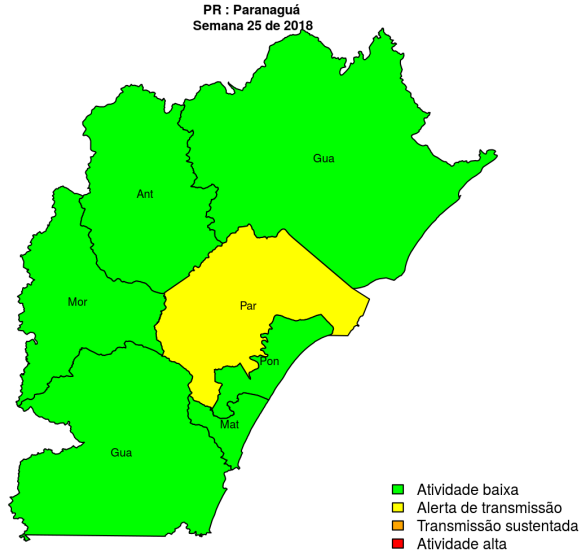 PR : Paranaguá
Semana 25 de 2018
Gua
Ant
Mor
Par
Pon
Mat
Gua
Atividade baixa
Alerta de transmissão
Transmissão sustentada
Atividade alta